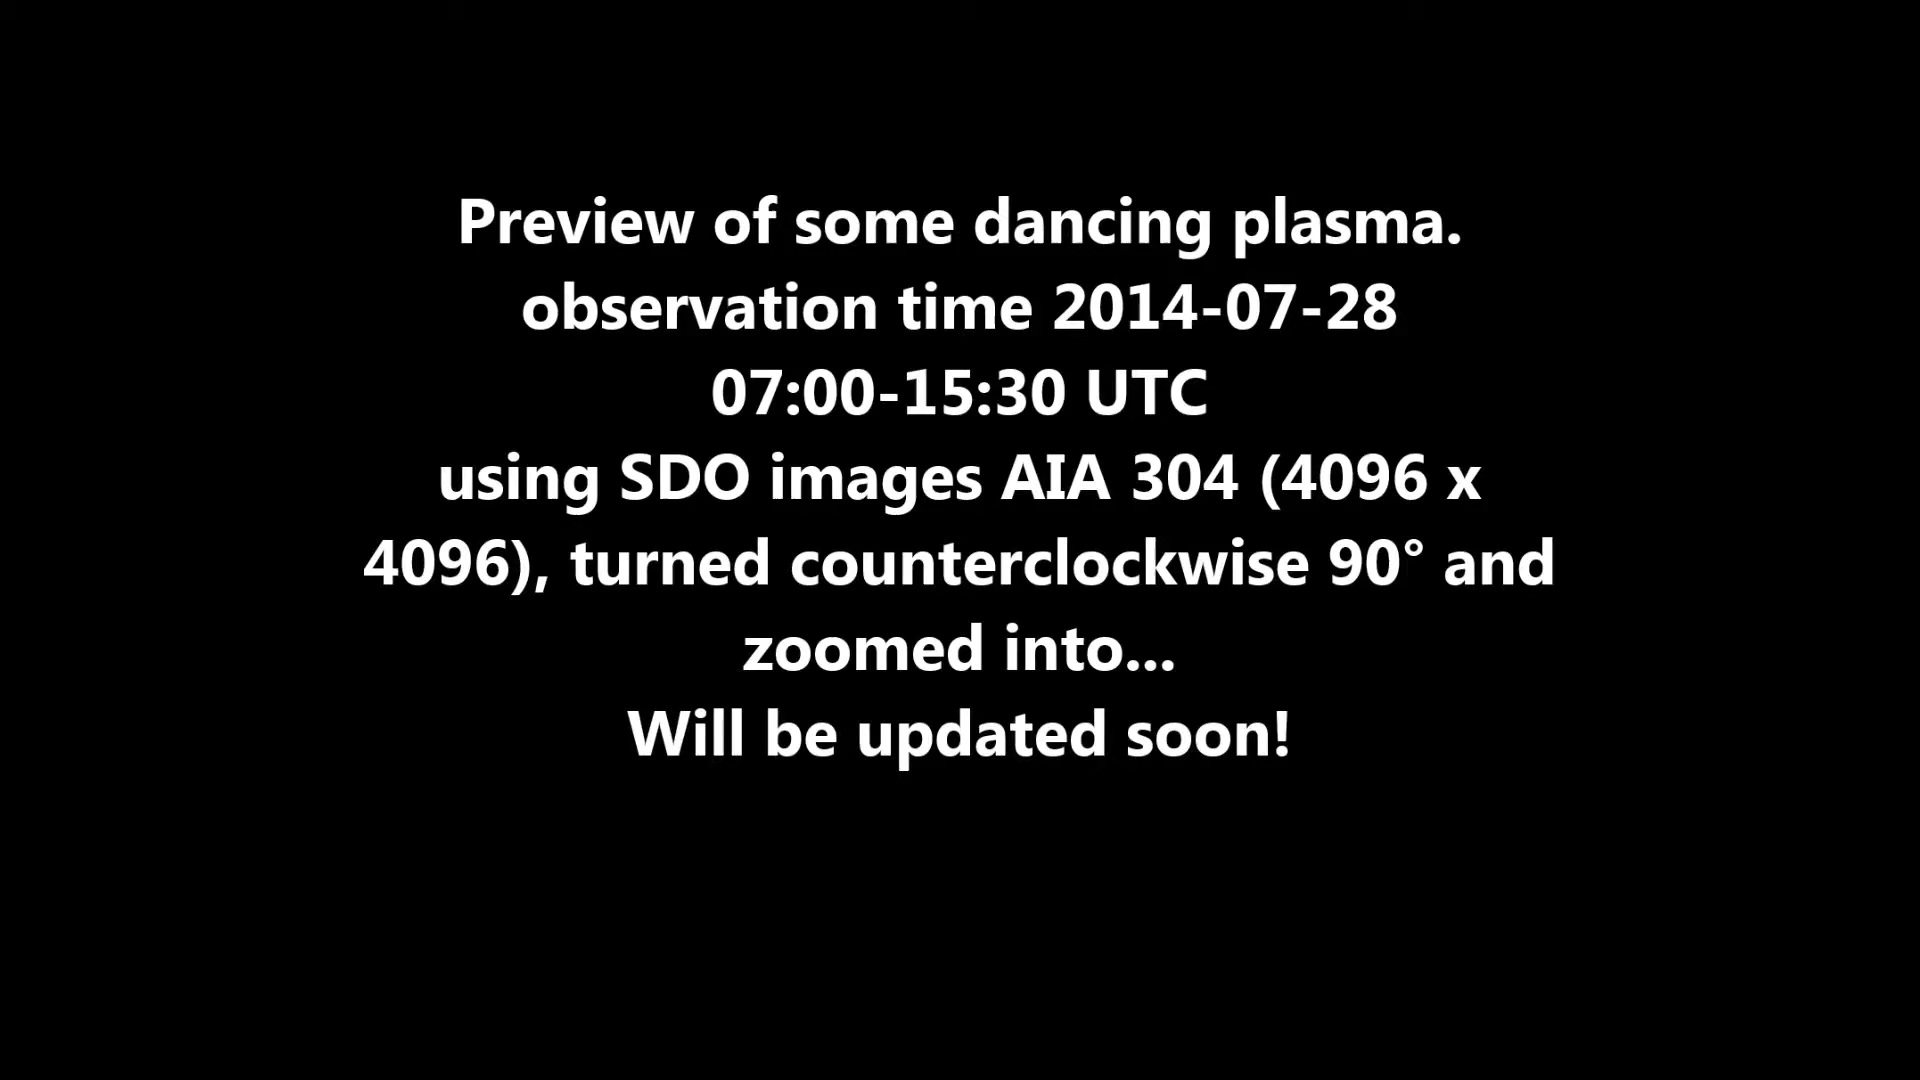 Preview of some dancing plasma.
observation time 2014-07-28
07:00-15:30 UTC
using SDO images AIA 304 (4096 x
4096), turned counterclockwise 90° and
zoomed into...
Will be updated soon!